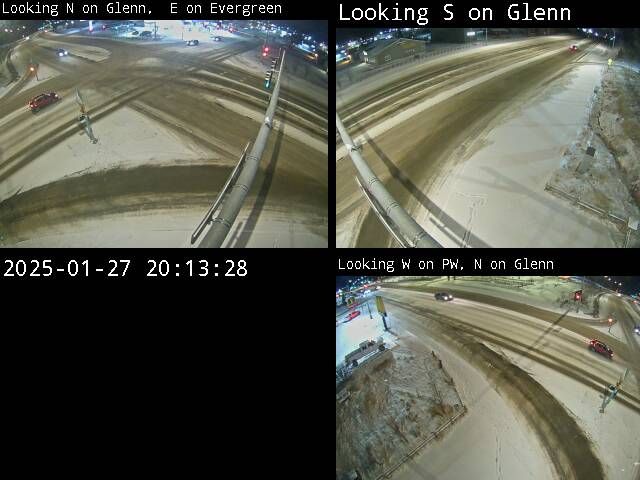 Looking N on Glenn,  E on Evergreen
Looking S on Glenn
2025-01-27 20:13:28
Looking W on PW, N on Glenn